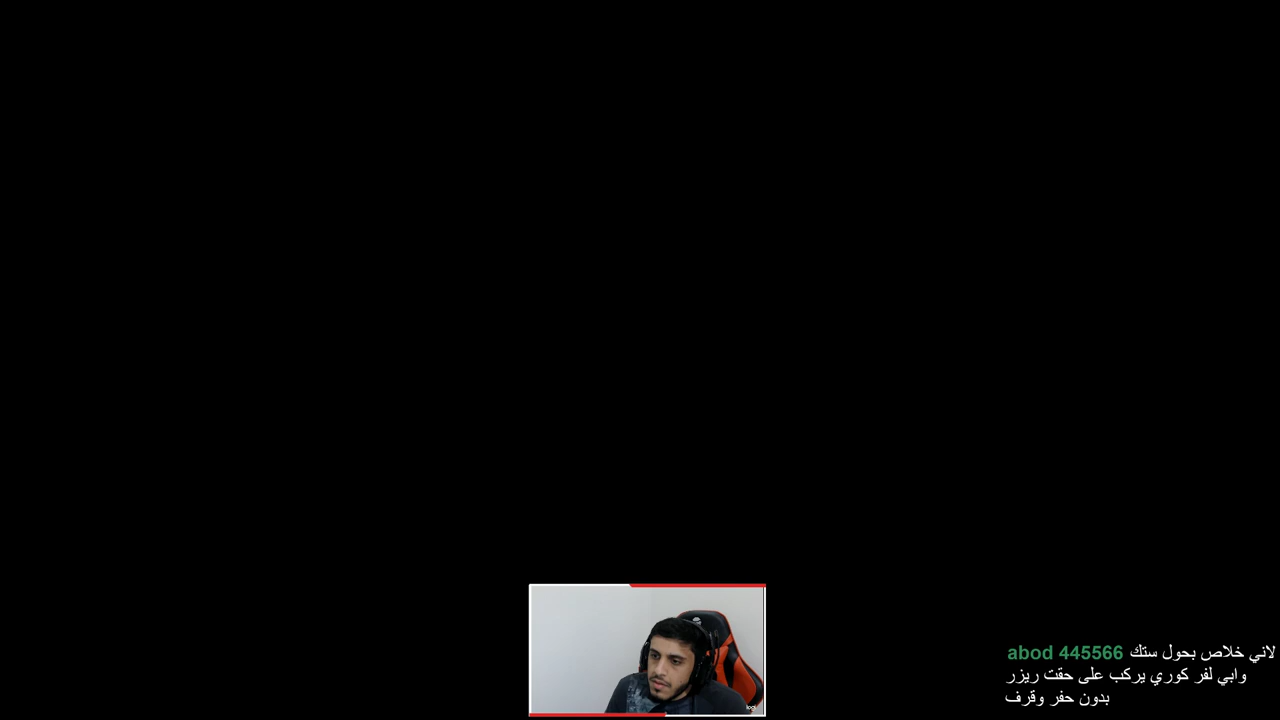 abod 445566 لاني خلاص بحول ستك
وابي لفر كوري يركب على حقت ريزر
بدون حفر وقرف